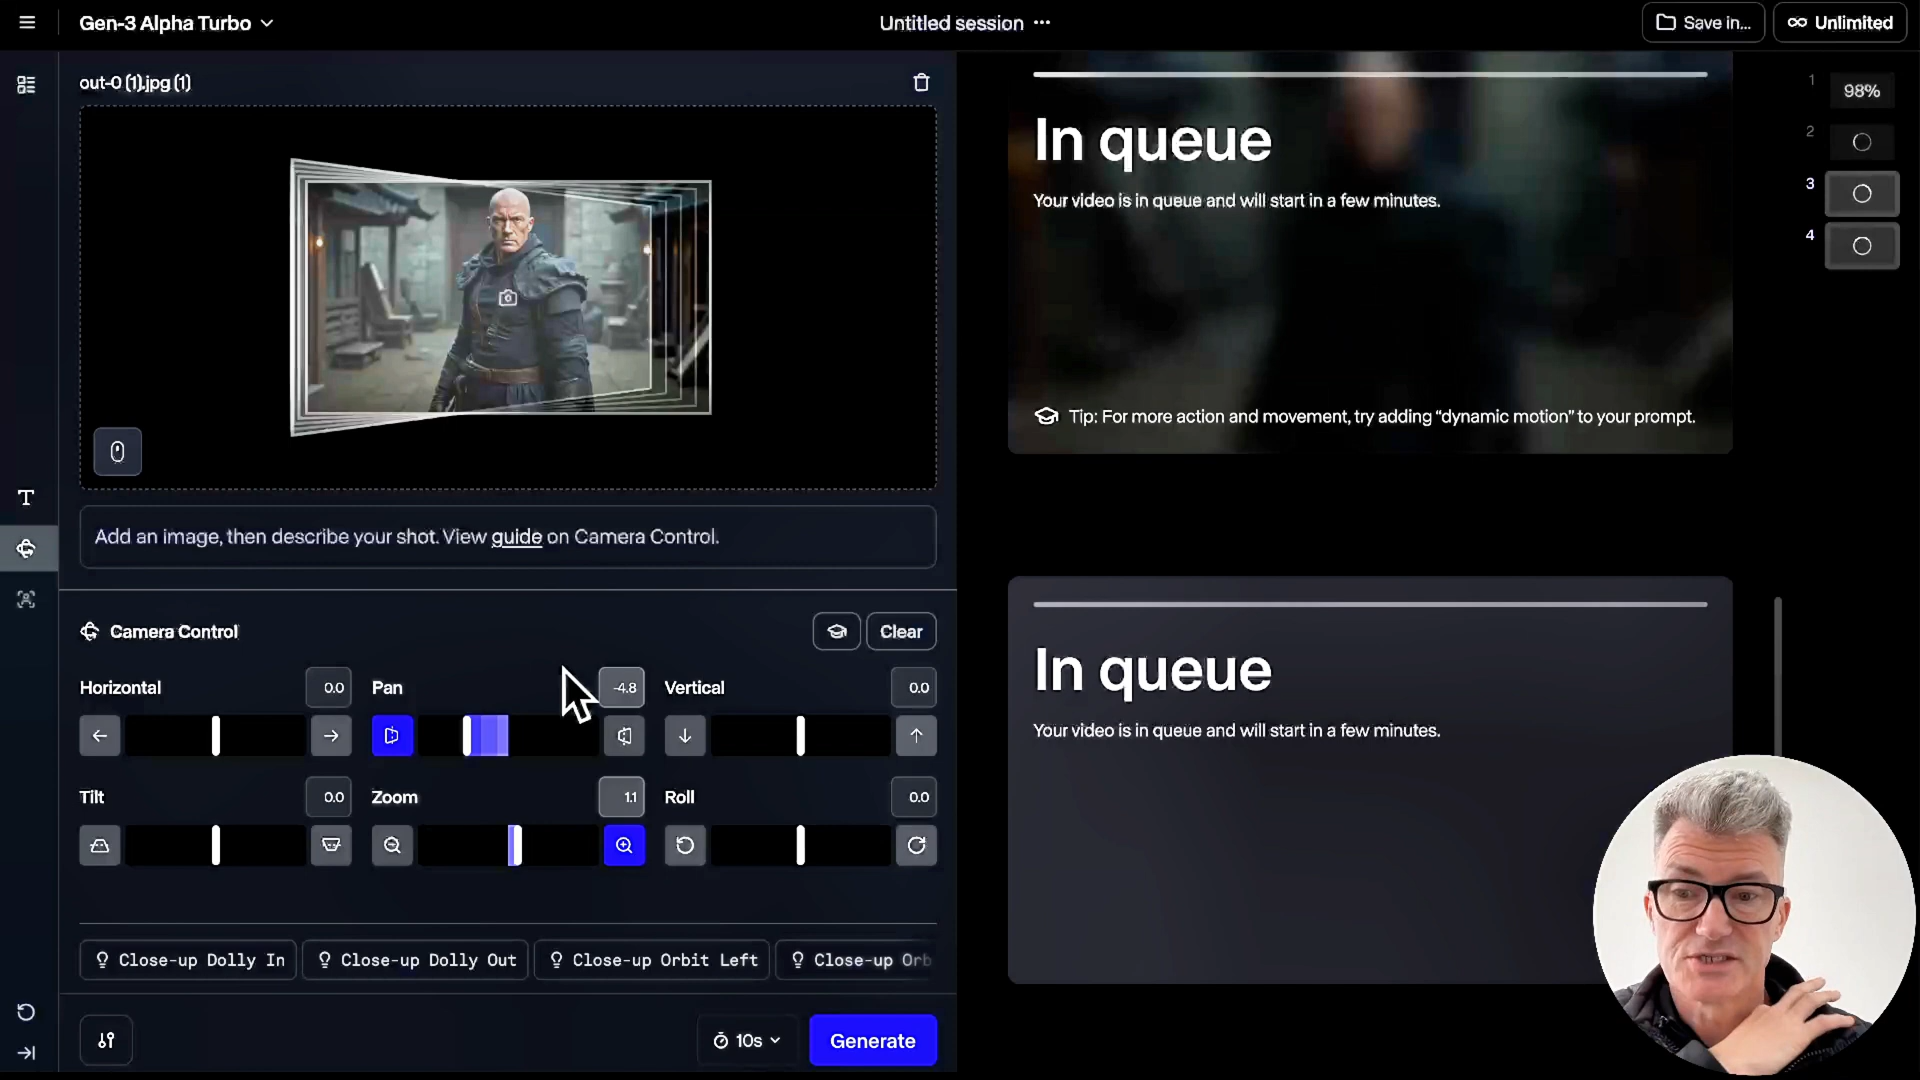 Gen-3 Alpha Turbo
Untitled session ...
Save in...
Unlimited
out-0 (1).jpg (1)
In queue
Your video is in queue and will start in a few minutes.
Tip: For more action and movement, try adding “dynamic motion” to your prompt.
1
98%
2
3
4
T
Add an image, then describe your shot. View guide on Camera Control.
Camera Control
Clear
Horizontal
0.0
Pan
-4.8
Vertical
0.0
Tilt
0.0
Zoom
1.1
Roll
0.0
Close-up Dolly In
Close-up Dolly Out
Close-up Orbit Left
Close-up Orb
10s
Generate
In queue
Your video is in queue and will start in a few minutes.